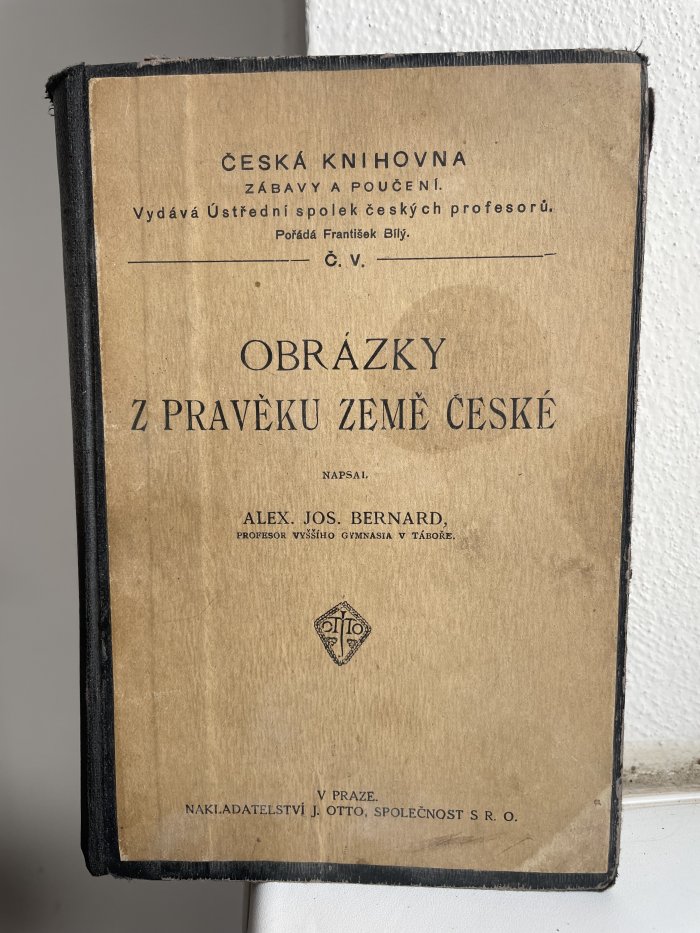 ČESKÁ KNIHOVNA
ZÁBAVY A POUČENÍ.
Vydává Ústřední spolek českých profesorů.
Pořádá František Bílý.
Č. V.
OBRÁZKY
Z PRAVĚKU ZEMĚ ČESKÉ
NAPSAL
ALEX. JOS. BERNARD,
PROFESOR VYŠŠÍHO GYMNASIA V TÁBOŘE.
OTTO
V PRAZE.
NAKLADATELSTVÍ J. OTTO, SPOLEČNOST S R. O.